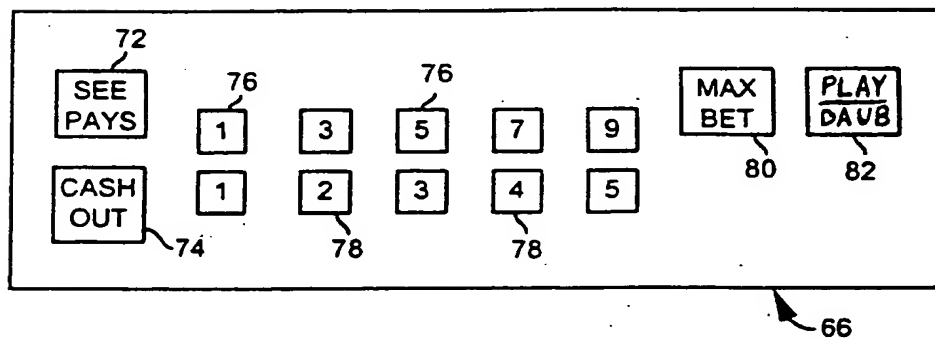 72
SEE
PAYS
76
76
1 3 5 7 9
MAX
BET
PLAY
DAUB
80
82
CASH
OUT
74
1 2 3 4 5
78
78
66